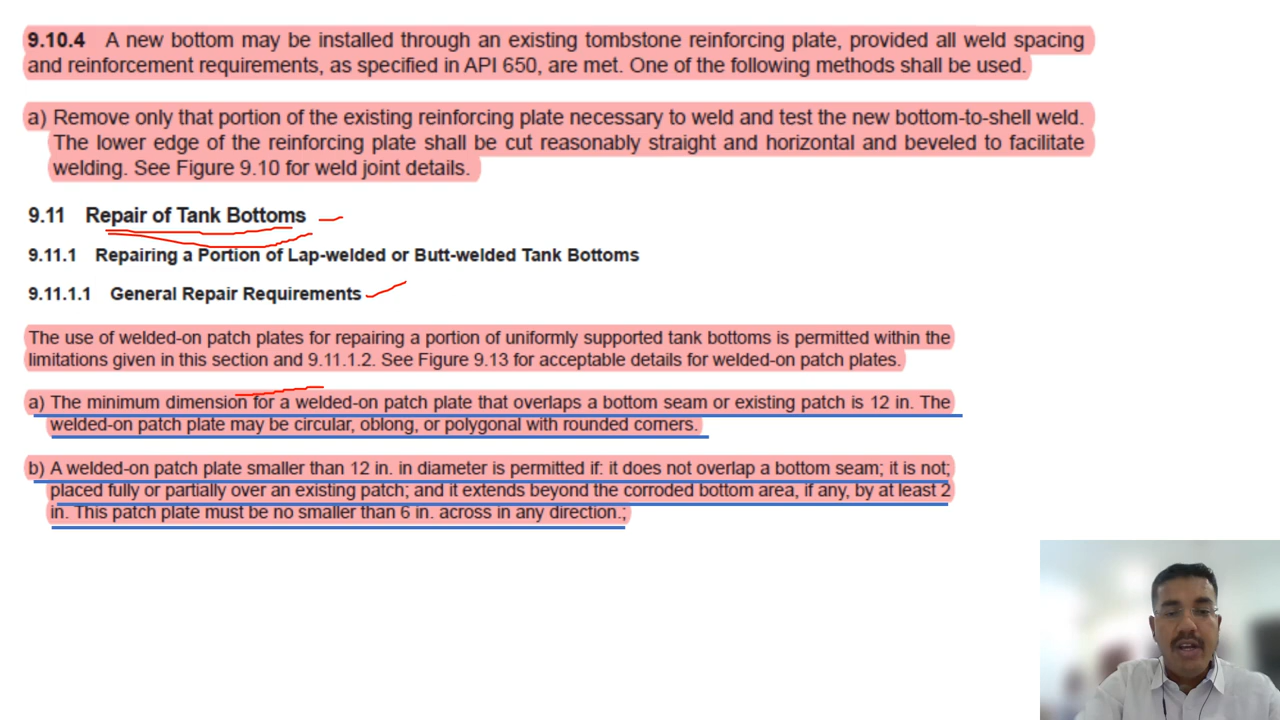 9.10.4 A new bottom may be installed through an existing tombstone reinforcing plate, provided all weld spacing
and reinforcement requirements, as specified in API 650, are met. One of the following methods shall be used.
a) Remove only that portion of the existing reinforcing plate necessary to weld and test the new bottom-to-shell weld.
The lower edge of the reinforcing plate shall be cut reasonably straight and horizontal and beveled to facilitate
welding. See Figure 9.10 for weld joint details.
9.11 Repair of Tank Bottoms
9.11.1 Repairing a Portion of Lap-welded or Butt-welded Tank Bottoms
9.11.1.1 General Repair Requirements
The use of welded-on patch plates for repairing a portion of uniformly supported tank bottoms is permitted within the
limitations given in this section and 9.11.1.2. See Figure 9.13 for acceptable details for welded-on patch plates.
a) The minimum dimension for a welded-on patch plate that overlaps a bottom seam or existing patch is 12 in. The
welded-on patch plate may be circular, oblong, or polygonal with rounded corners.
b) A welded-on patch plate smaller than 12 in. in diameter is permitted if: it does not overlap a bottom seam; it is not;
placed fully or partially over an existing patch; and it extends beyond the corroded bottom area, if any, by at least 2
in. This patch plate must be no smaller than 6 in. across in any direction.;